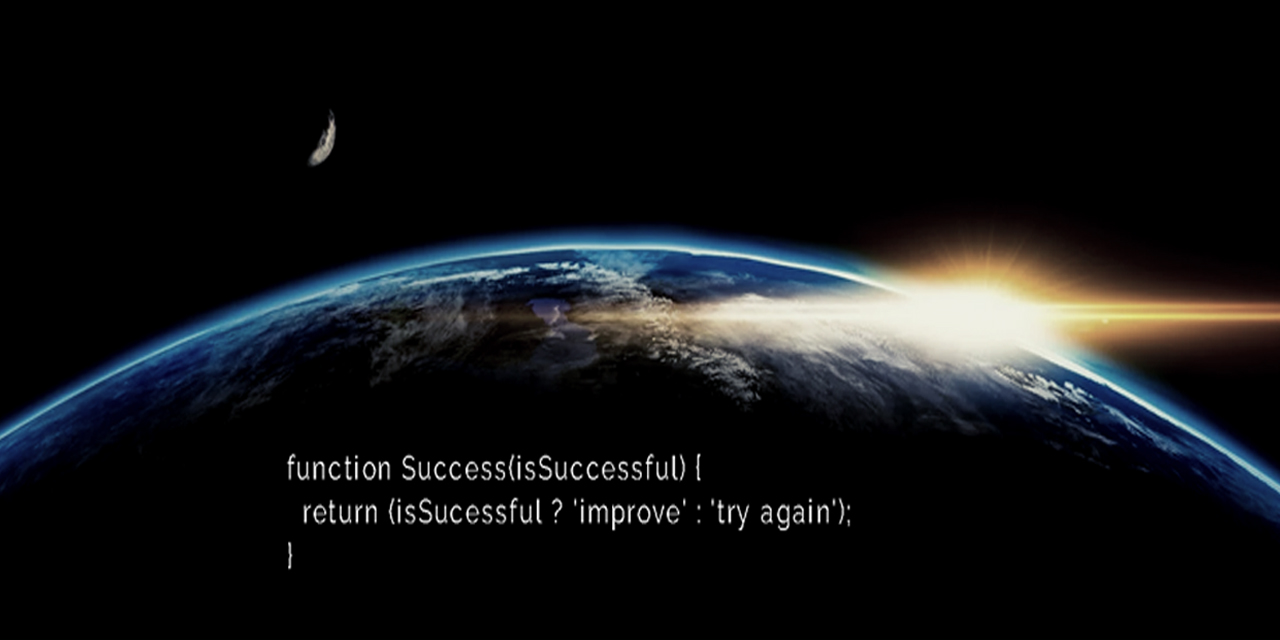 function Success(isSuccessful) {
return (isSucessful ? 'improve' : 'try again');
}